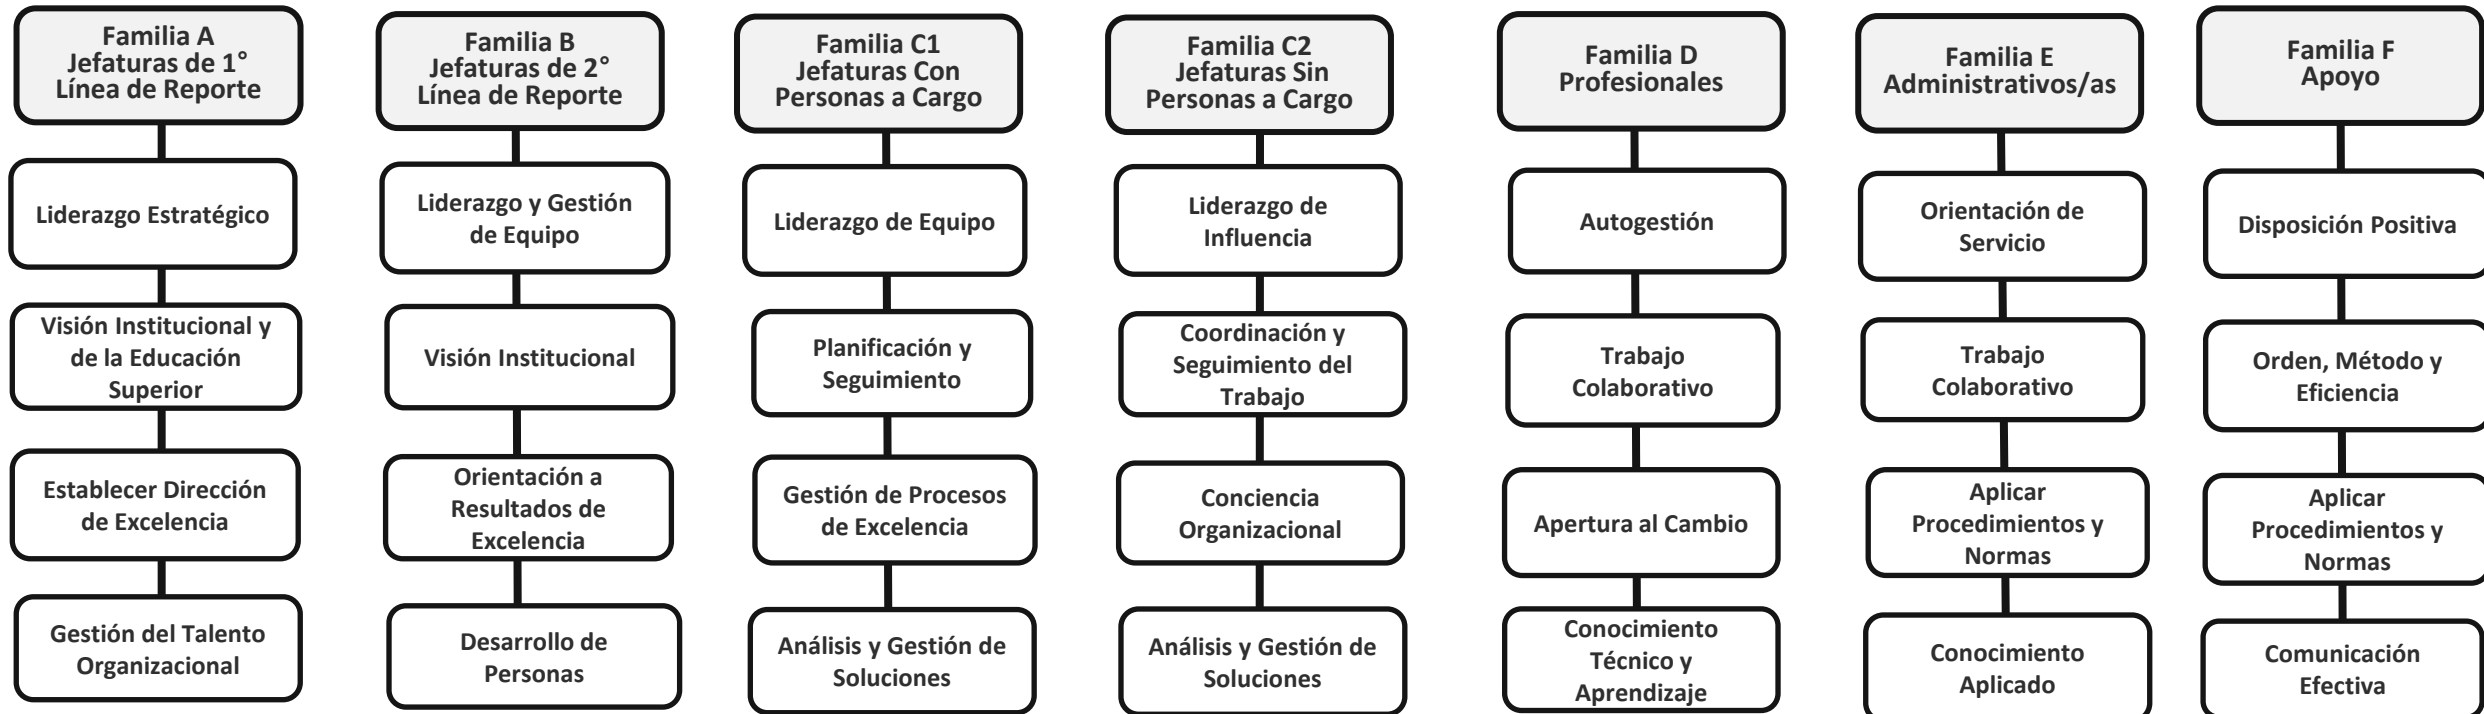 Familia A
Jefaturas de 1°
Línea de Reporte
Liderazgo Estratégico
Visión Institucional y
de la Educación
Superior
Establecer Dirección
de Excelencia
Gestión del Talento
Organizacional
Familia B
Jefaturas de 2°
Línea de Reporte
Liderazgo y Gestión
de Equipo
Visión Institucional
Orientación a
Resultados de
Excelencia
Desarrollo de
Personas
Familia C1
Jefaturas Con
Personas a Cargo
Liderazgo de Equipo
Planificación y
Seguimiento
Gestión de Procesos
de Excelencia
Análisis y Gestión de
Soluciones
Familia C2
Jefaturas Sin
Personas a Cargo
Liderazgo de
Influencia
Coordinación y
Seguimiento del
Trabajo
Conciencia
Organizacional
Análisis y Gestión de
Soluciones
Familia D
Profesionales
Autogestión
Trabajo
Colaborativo
Apertura al Cambio
Conocimiento
Técnico y
Aprendizaje
Familia E
Administrativos/as
Orientación de
Servicio
Trabajo
Colaborativo
Aplicar
Procedimientos y
Normas
Conocimiento
Aplicado
Familia F
Apoyo
Disposición Positiva
Orden, Método y
Eficiencia
Aplicar
Procedimientos y
Normas
Comunicación
Efectiva